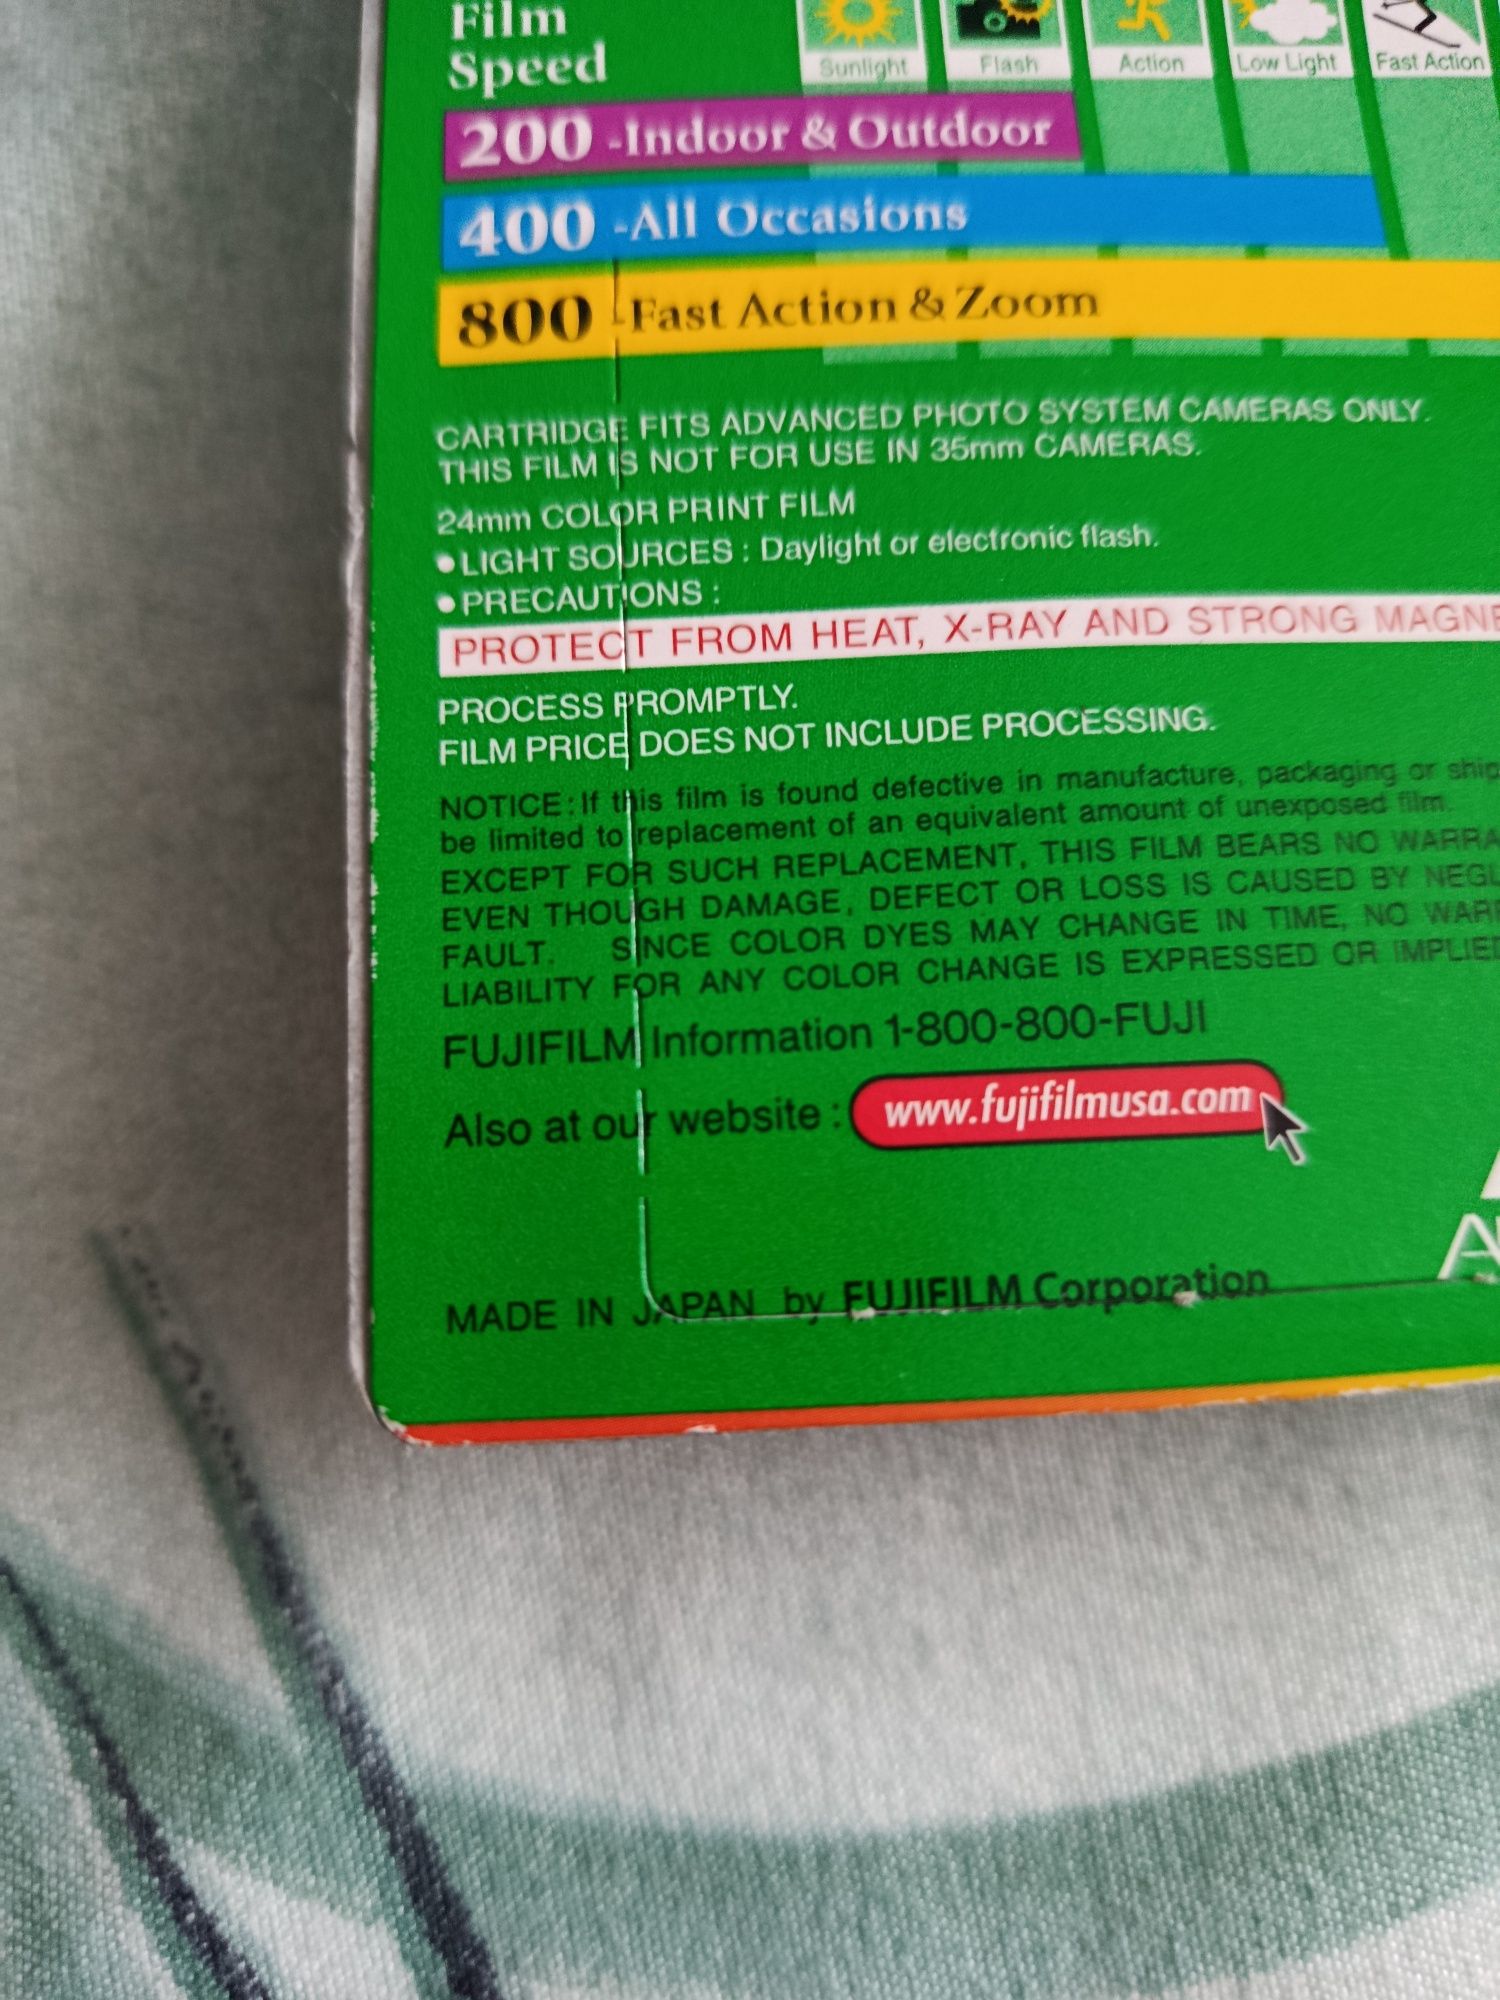 Film
Speed
Sunlight
Flash
Action
Low Light
Fast Action
200 -Indoor & Outdoor
400 -All Occasions
800 -Fast Action & Zoom
CARTRIDGE FITS ADVANCED PHOTO SYSTEM CAMERAS ONLY.
THIS FILM IS NOT FOR USE IN 35mm CAMERAS.
24mm COLOR PRINT FILM
•LIGHT SOURCES : Daylight or electronic flash.
•PRECAUTIONS :
PROTECT FROM HEAT, X-RAY AND STRONG MAGNE
PROCESS PROMPTLY.
FILM PRICE DOES NOT INCLUDE PROCESSING.
NOTICE : If this film is found defective in manufacture, packaging or ship
be limited to replacement of an equivalent amount of unexposed film.
EXCEPT FOR SUCH REPLACEMENT, THIS FILM BEARS NO WARRA
EVEN THOUGH DAMAGE, DEFECT OR LOSS IS CAUSED BY NEGL
FAULT. SINCE COLOR DYES MAY CHANGE IN TIME, NO WARR
LIABILITY FOR ANY COLOR CHANGE IS EXPRESSED OR IMPLIED
FUJIFILM Information 1-800-800-FUJI
Also at our website : www.fujifilmusa.com
MADE IN JAPAN by FUJIFILM Corporation